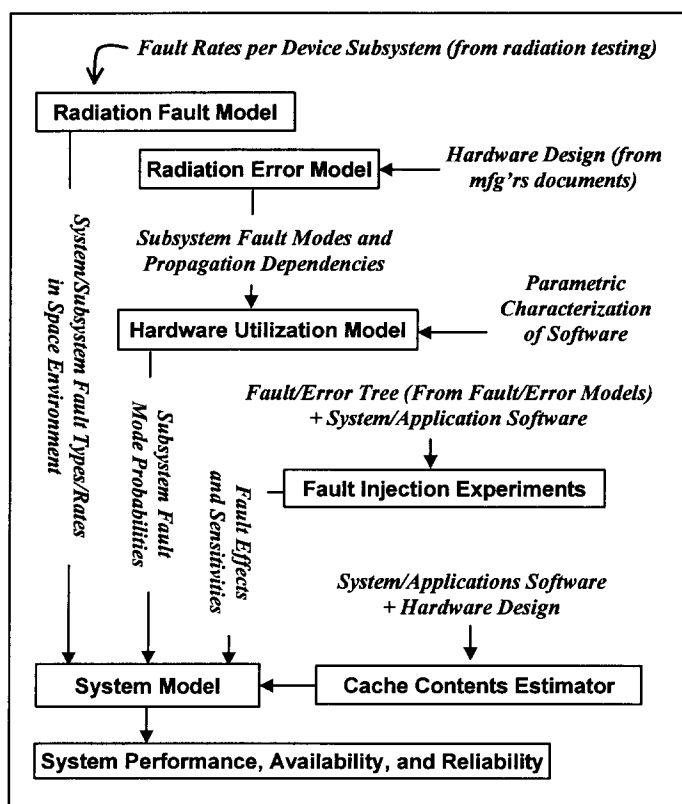 Fault Rates per Device Subsystem (from radiation testing)
Radiation Fault Model
Radiation Error Model
Hardware Design (from
mfg'rs documents)
System/Subsystem Fault Types/Rates
in Space Environment
Subsystem Fault Modes and
Propagation Dependencies
Parametric
Characterization
of Software
Hardware Utilization Model
Subsystem Fault
Mode Probabilities
Fault/Error Tree (From Fault/Error Models)
+ System/Application Software
Fault Effects
and Sensitivities
Fault Injection Experiments
System/Applications Software
+ Hardware Design
System Model
Cache Contents Estimator
System Performance, Availability, and Reliability